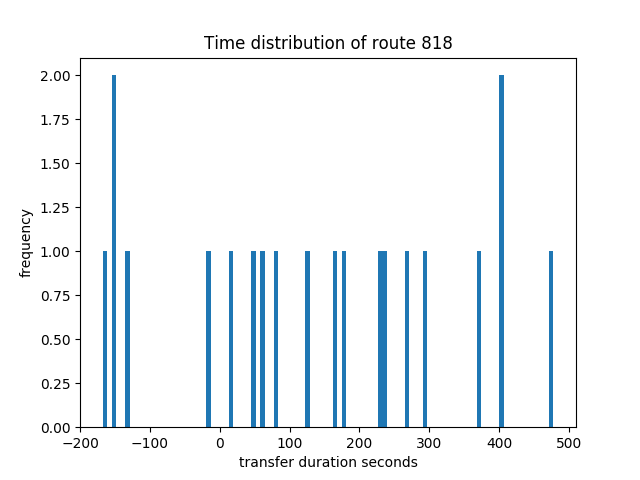 Time distribution of route 818
2.00
1.75
1.50
1.25
1.00
0.75
0.50
0.25
0.00
frequency
−200 −100 0 100 200 300 400 500
transfer duration seconds